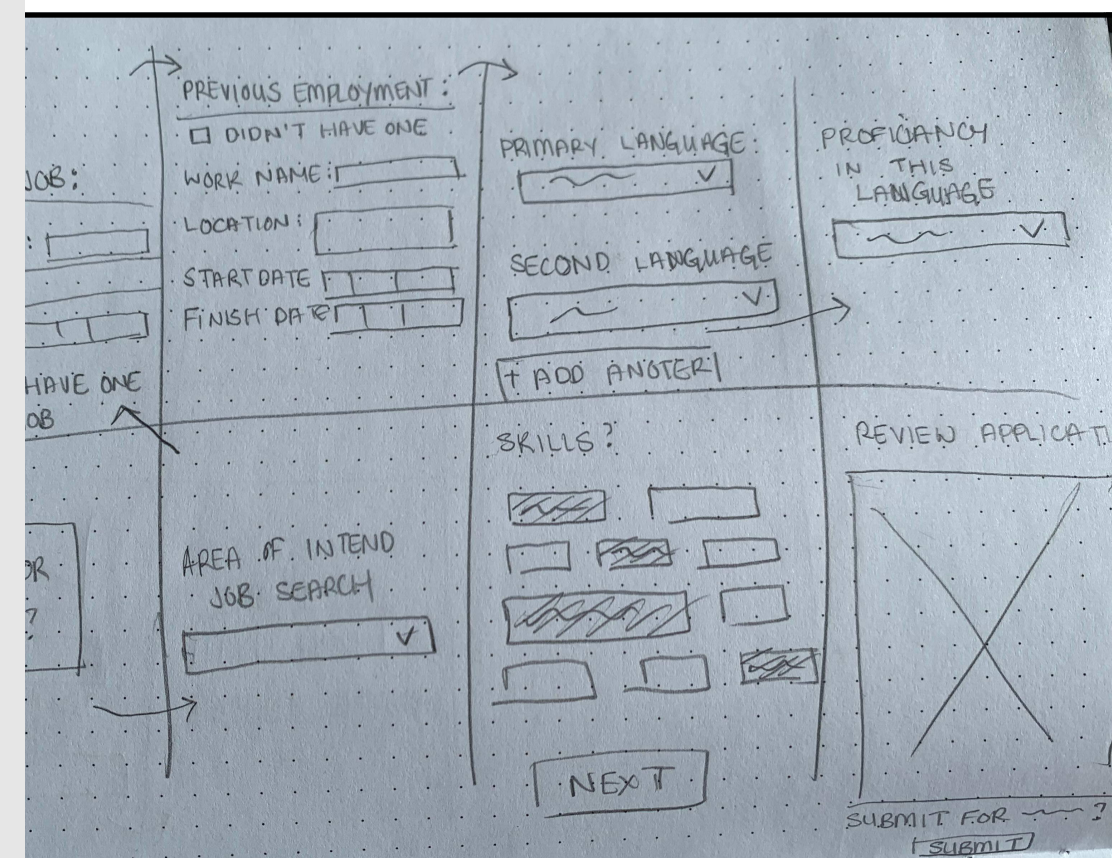 JOB:
:
HAVE ONE
OB
PREVIOUS EMPLOYMENT:
DIDN'T HAVE ONE
WORK NAME:
LOCATION:
START DATE
FINISH DATE
PRIMARY LANGUAGE:
SECOND LANGUAGE
+ ADD ANOTER
PROFICIANCY
IN THIS
LANGUAGE
OR
?
AREA OF INTEND
JOB SEARCH
SKILLS?
NEXT
REVIEW APPLICATI
SUBMIT FOR ?
SUBMIT